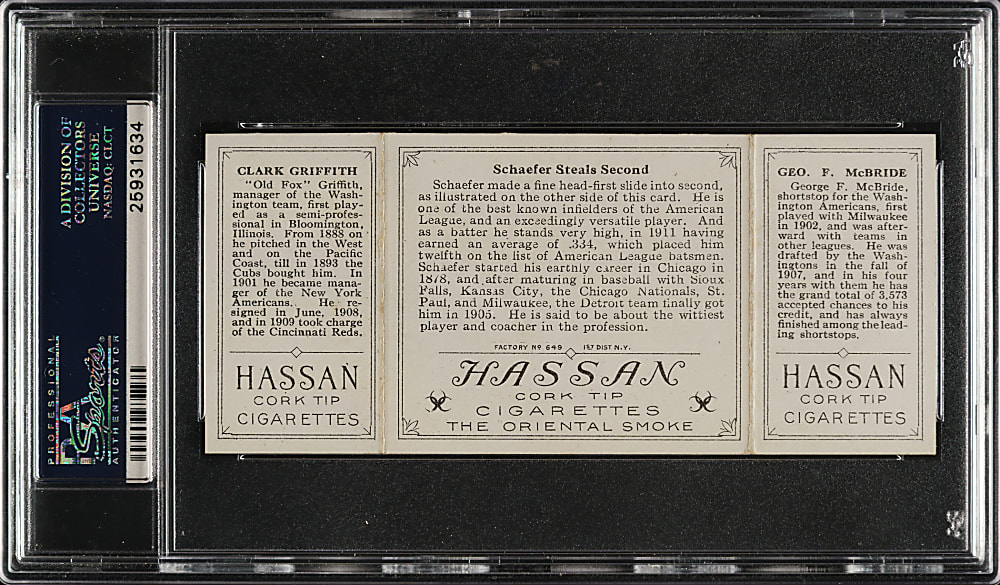 A DIVISION OF
COLLECTORS
UNIVERSE
NASDAQ: CLCT
25931634
PROFESSIONAL
PSA
Sports
AUTHENTICATOR
CLARK GRIFFITH
"Old Fox" Griffith,
manager of the Wash-
ington team, first play-
ed as a semi-profes-
sional in Bloomington,
Illinois. From 1888 on
he pitched in the West
and on the Pacific
Coast, till in 1893 the
Cubs bought him. In
1901 he became mana-
ger of the New York
Americans. He re-
signed in June, 1908,
and in 1909 took charge
of the Cincinnati Reds.
HASSAN
CORK TIP
CIGARETTES
Schaefer Steals Second
Schaefer made a fine head-first slide into second,
as illustrated on the other side of this card. He is
one of the best known infielders of the American
League, and an exceedingly versatile player. And
as a batter he stands very high, in 1911 having
earned an average of .334, which placed him
twelfth on the list of American League batsmen.
Schaefer started his earthly career in Chicago in
1878, and after maturing in baseball with Sioux
Falls, Kansas City, the Chicago Nationals, St.
Paul, and Milwaukee, the Detroit team finally got
him in 1905. He is said to be about the wittiest
player and coacher in the profession.
FACTORY Nº 649 1ST DIST N.Y.
HASSAN
CORK TIP
CIGARETTES
THE ORIENTAL SMOKE
GEO. F. McBRIDE
George F. McBride,
shortstop for the Wash-
ington Americans, first
played with Milwaukee
in 1902, and was after-
ward with teams in
other leagues. He was
drafted by the Wash-
ingtons in the fall of
1907, and in his four
years with them he has
the grand total of 3,573
accepted chances to his
credit, and has always
finished among the lead-
ing shortstops.
HASSAN
CORK TIP
CIGARETTES